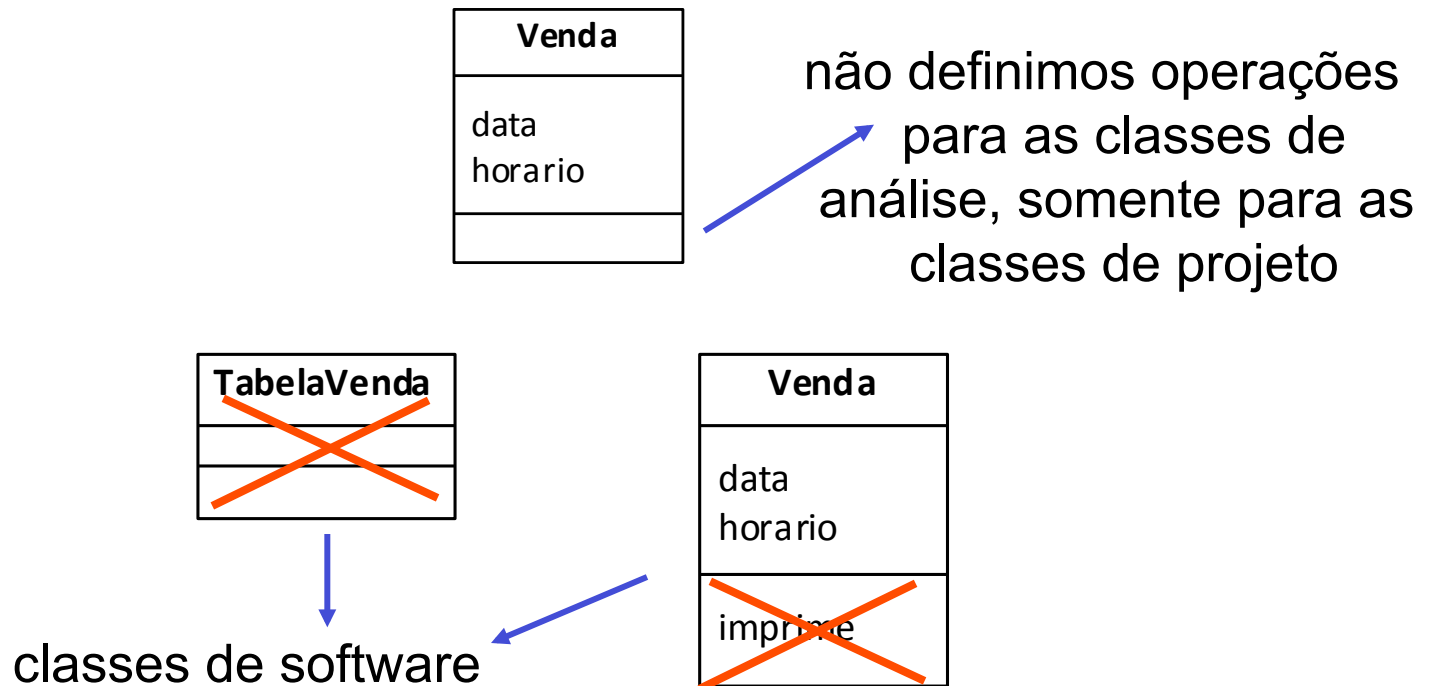 Venda
data
horario
não definimos operações
para as classes de
análise, somente para as
classes de projeto
TabelaVenda
Venda
data
horario
imprime
classes de software